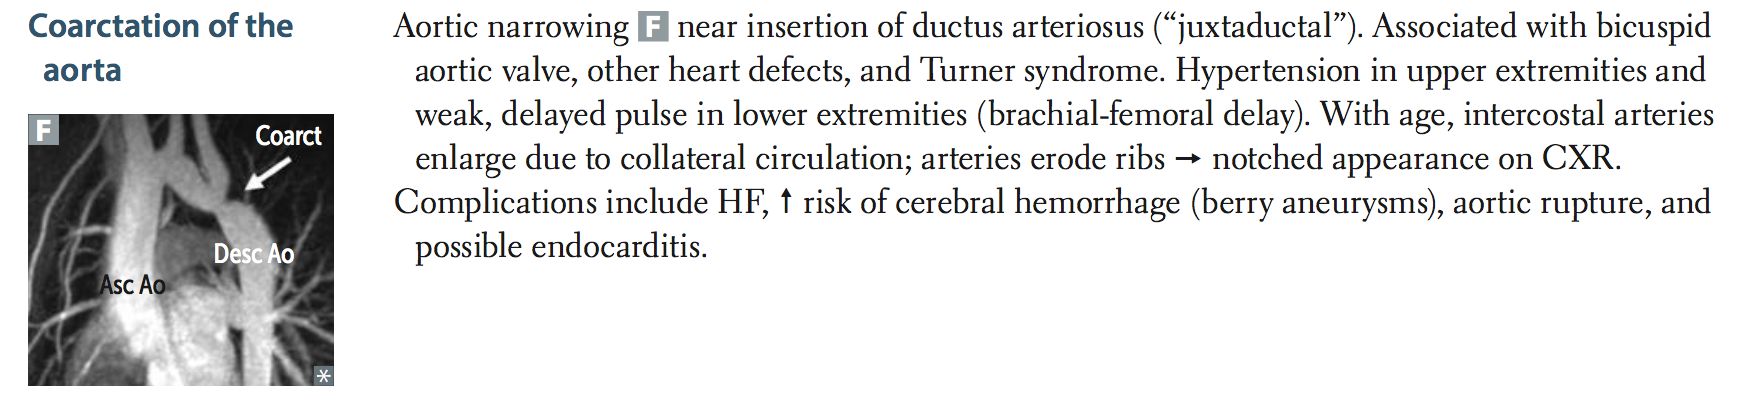 Coarctation of the
aorta
F
Coarct
Desc Ao
Asc Ao
*
Aortic narrowing F near insertion of ductus arteriosus (“juxtaductal”). Associated with bicuspid
aortic valve, other heart defects, and Turner syndrome. Hypertension in upper extremities and
weak, delayed pulse in lower extremities (brachial-femoral delay). With age, intercostal arteries
enlarge due to collateral circulation; arteries erode ribs → notched appearance on CXR.
Complications include HF, ↑ risk of cerebral hemorrhage (berry aneurysms), aortic rupture, and
possible endocarditis.